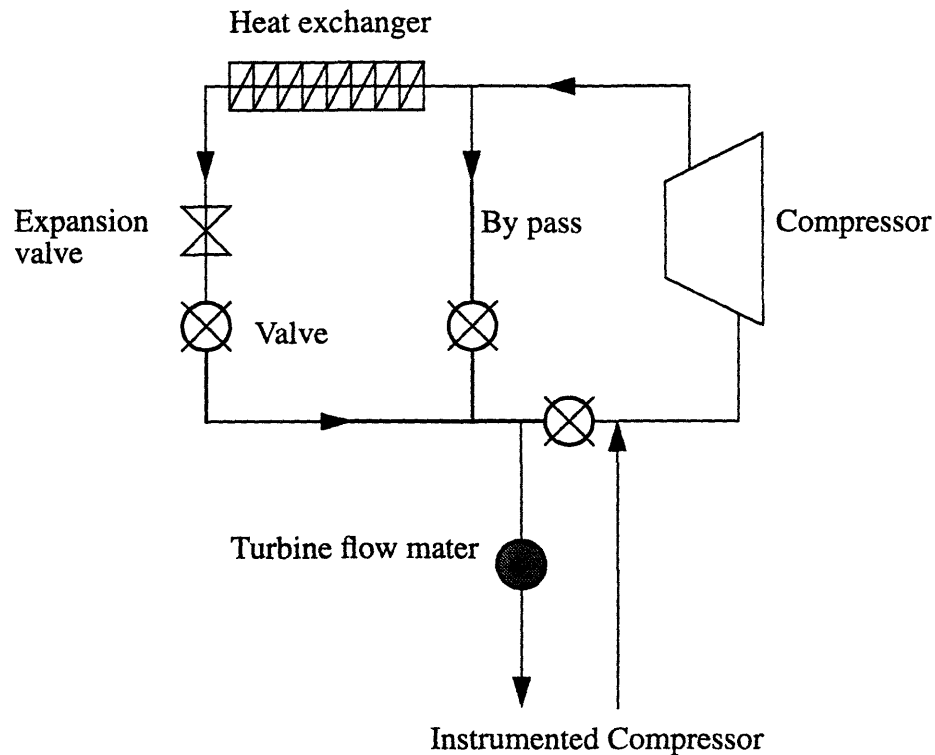 Heat exchanger
Expansion
valve
By pass
Compressor
Valve
Turbine flow mater
Instrumented Compressor